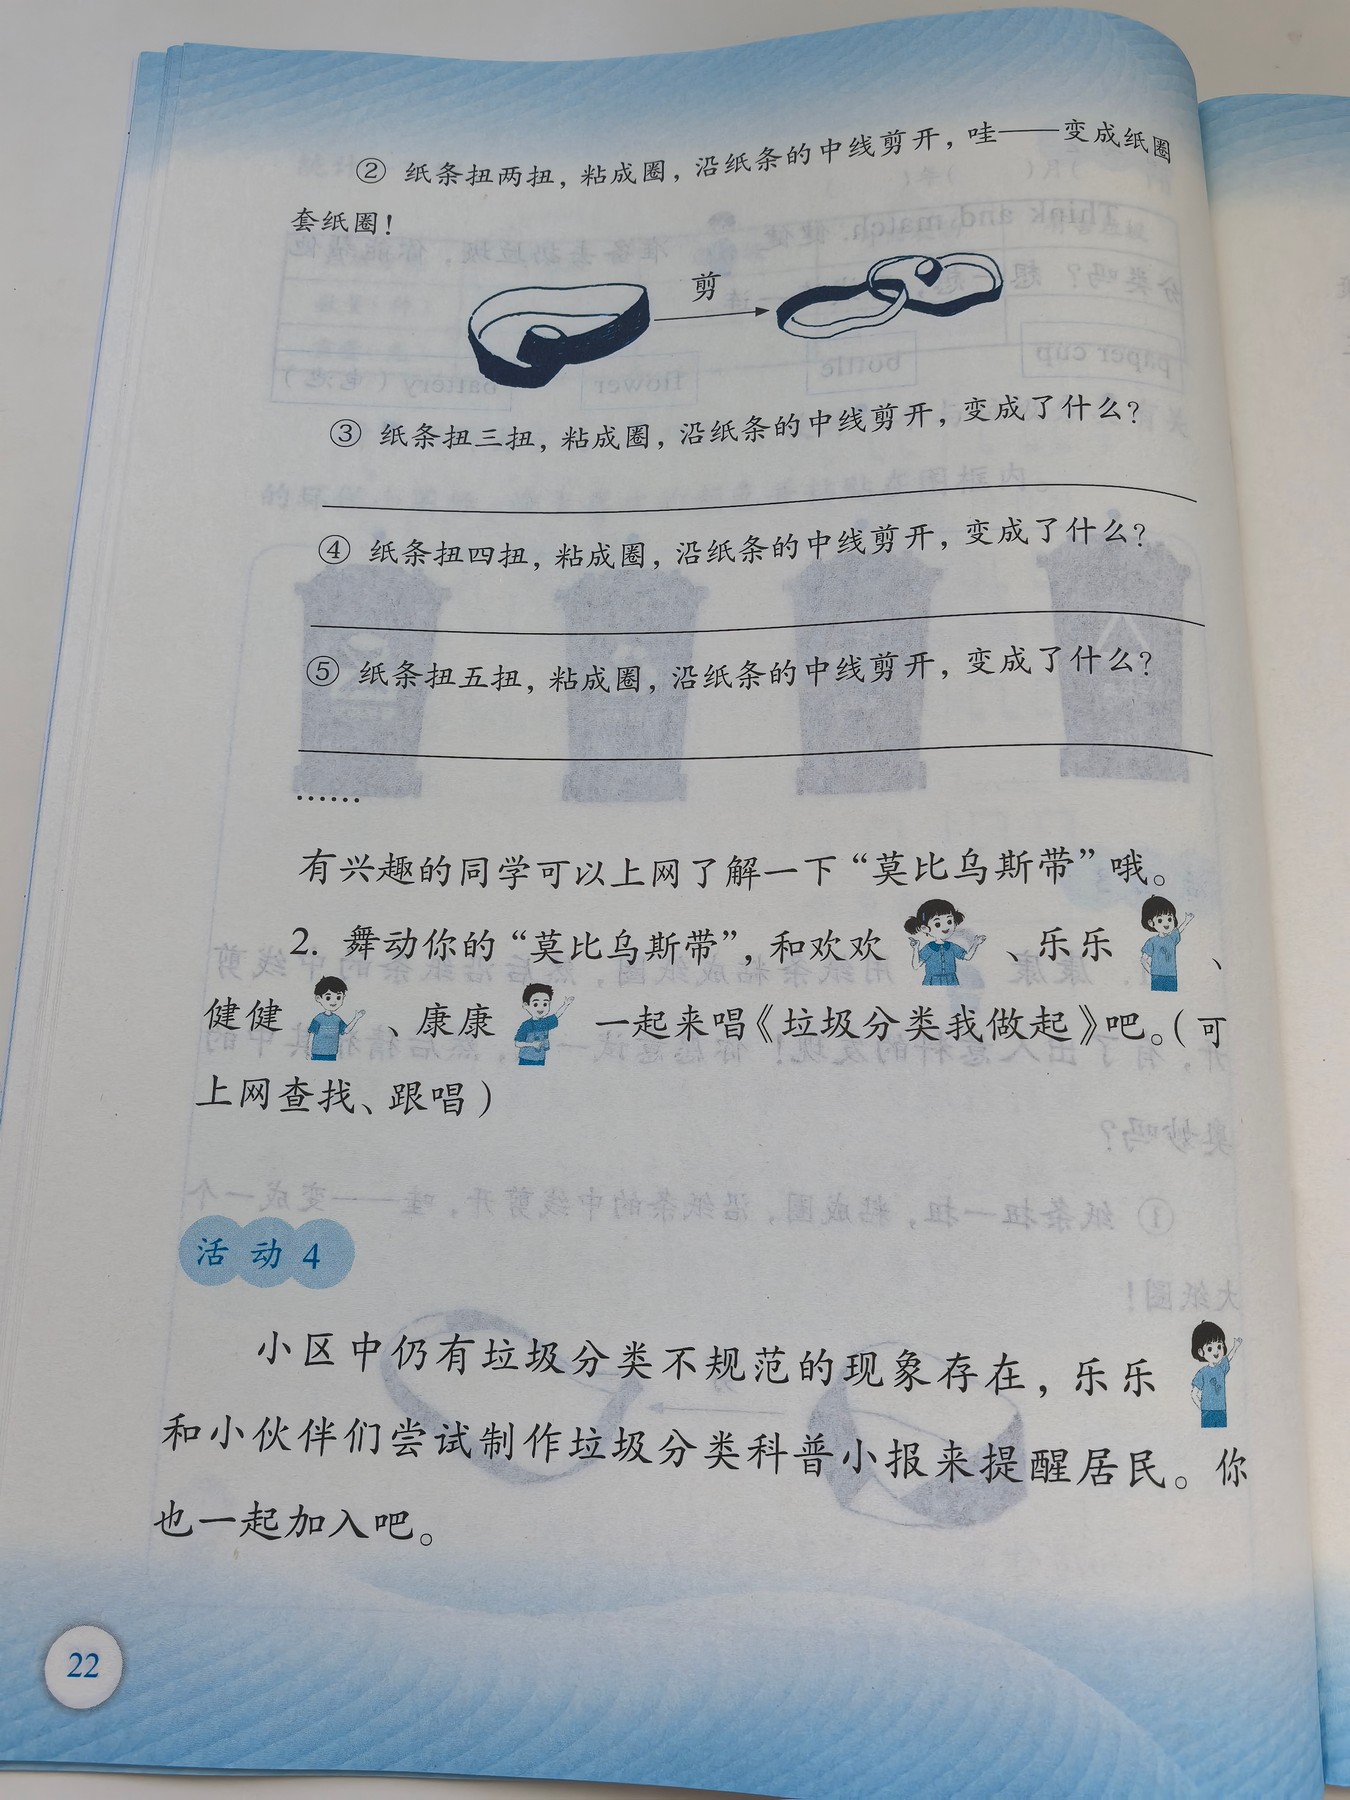 ② 纸条扭两扭，粘成圈，沿纸条的中线剪开，哇——变成纸圈
套纸圈！
剪
③ 纸条扭三扭，粘成圈，沿纸条的中线剪开，变成了什么？
④ 纸条扭四扭，粘成圈，沿纸条的中线剪开，变成了什么？
⑤ 纸条扭五扭，粘成圈，沿纸条的中线剪开，变成了什么？
……
有兴趣的同学可以上网了解一下“莫比乌斯带”哦。
2. 舞动你的“莫比乌斯带”，和欢欢、乐乐、
健健、康康一起来唱《垃圾分类我做起》吧。（可
上网查找、跟唱）
活动4
小区中仍有垃圾分类不规范的现象存在，乐乐
和小伙伴们尝试制作垃圾分类科普小报来提醒居民。你
也一起加入吧。
22